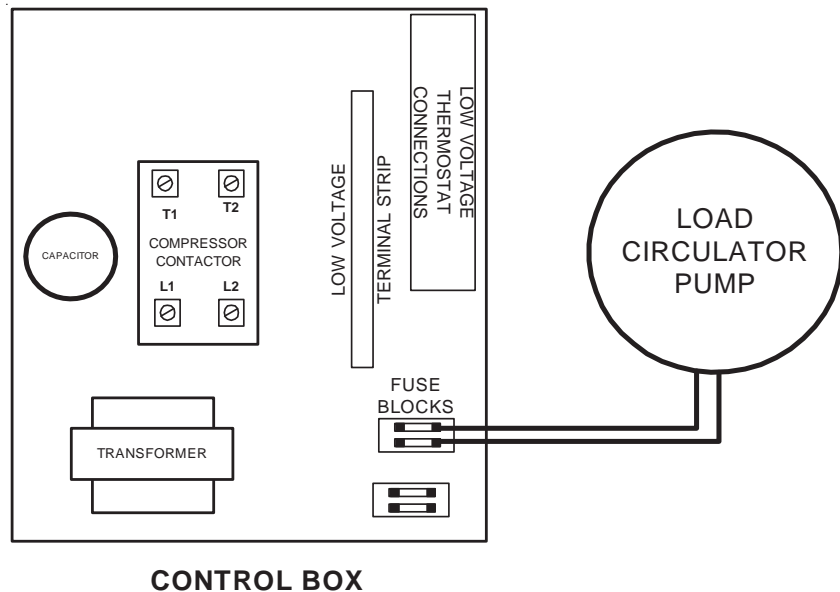 LOW VOLTAGE
THERMOSTAT
CONNECTIONS
LOW VOLTAGE
TERMINAL STRIP
T1
T2
COMPRESSOR
CONTACTOR
L1
L2
CAPACITOR
LOAD
CIRCULATOR
PUMP
FUSE
BLOCKS
TRANSFORMER
CONTROL BOX